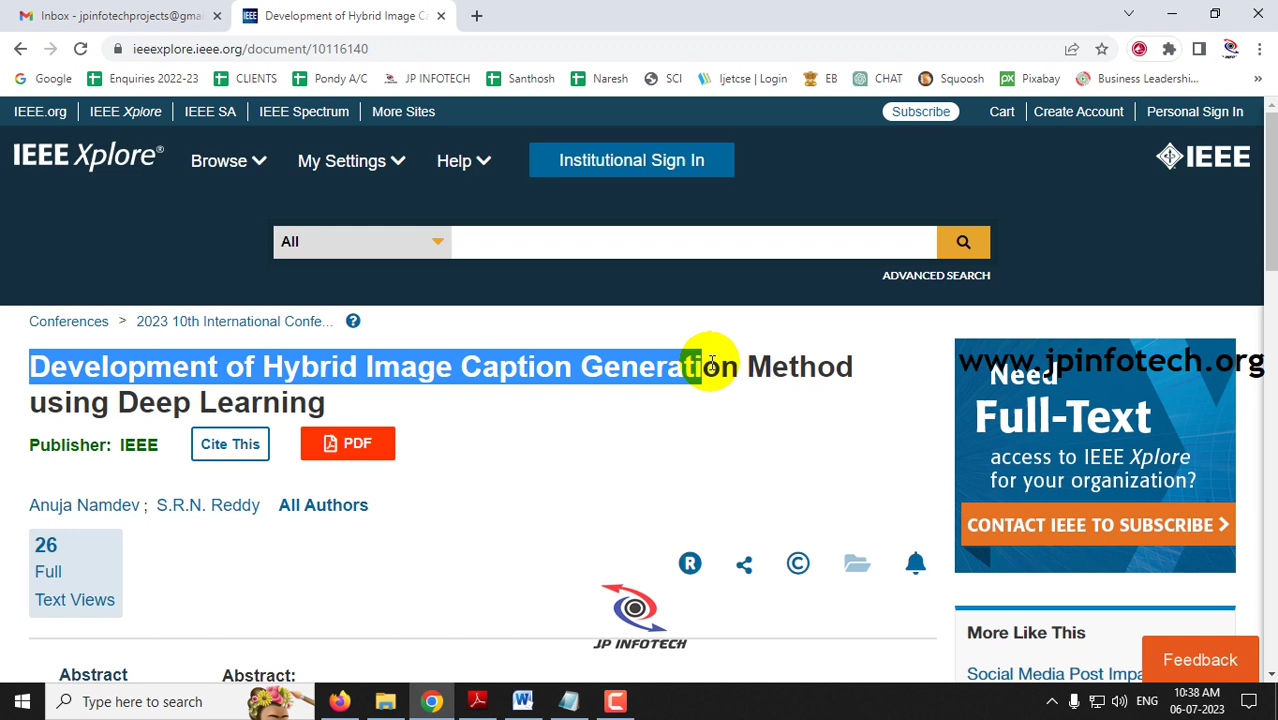 Inbox - jpinfotechprojects@gma
Development of Hybrid Image Ca
ieeexplore.ieee.org/document/10116140
Google
Enquiries 2022-23
CLIENTS
Pondy A/C
JP INFOTECH
Santhosh
Naresh
SCI
Ijetcse | Login
EB
CHAT
Squoosh
Pixabay
Business Leadershi...
IEEE.org
IEEE Xplore
IEEE SA
IEEE Spectrum
More Sites
Subscribe
Cart
Create Account
Personal Sign In
IEEE Xplore®
Browse
My Settings
Help
Institutional Sign In
IEEE
All
ADVANCED SEARCH
Conferences > 2023 10th International Confe...
Development of Hybrid Image Caption Generation Method
using Deep Learning
Publisher: IEEE
Cite This
PDF
Anuja Namdev ; S.R.N. Reddy
All Authors
26
Full
Text Views
R
©
JP INFOTECH
Abstract
Abstract:
www.jpinfotech.org
Need
Full-Text
access to IEEE Xplore
for your organization?
CONTACT IEEE TO SUBSCRIBE
More Like This
Social Media Post Impa
Feedback
Type here to search
ENG
10:38 AM
06-07-2023